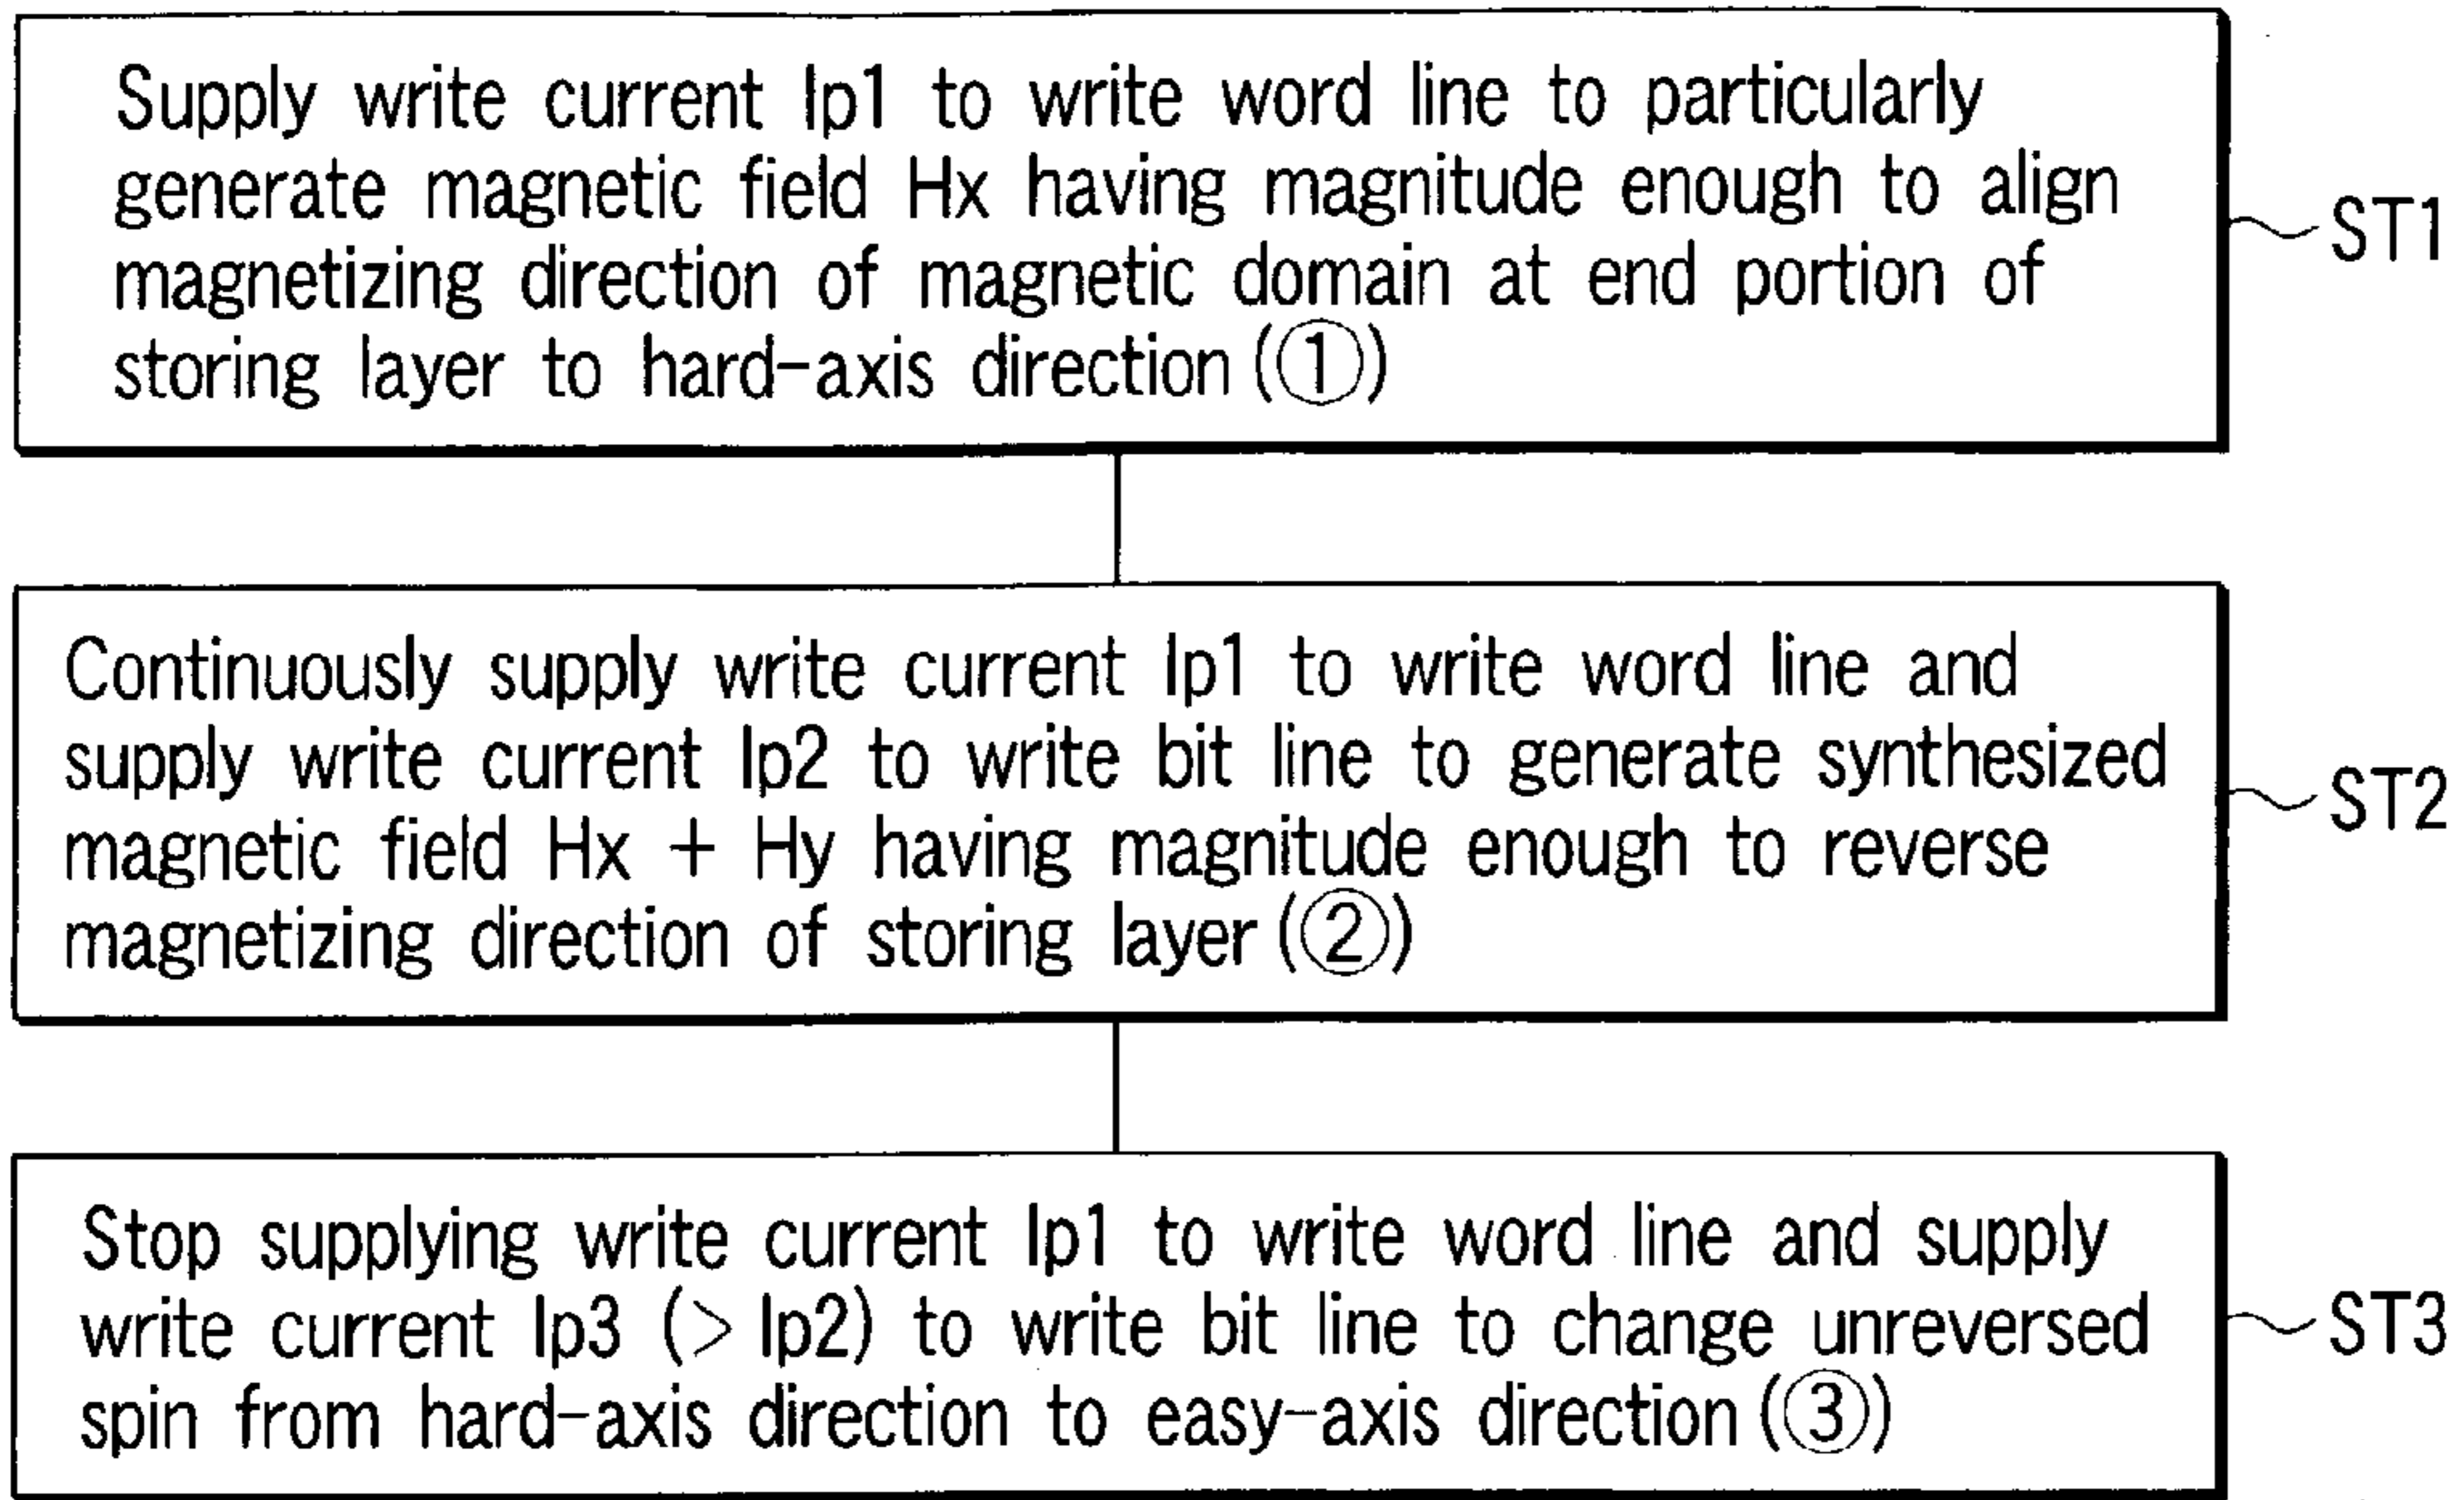 Supply write current Ip1 to write word line to particularly
generate magnetic field Hx having magnitude enough to align
magnetizing direction of magnetic domain at end portion of
storing layer to hard-axis direction (①)
ST1
Continuously supply write current Ip1 to write word line and
supply write current Ip2 to write bit line to generate synthesized
magnetic field Hx + Hy having magnitude enough to reverse
magnetizing direction of storing layer (②)
ST2
Stop supplying write current Ip1 to write word line and supply
write current Ip3 (> Ip2) to write bit line to change unreversed
spin from hard-axis direction to easy-axis direction (③)
ST3